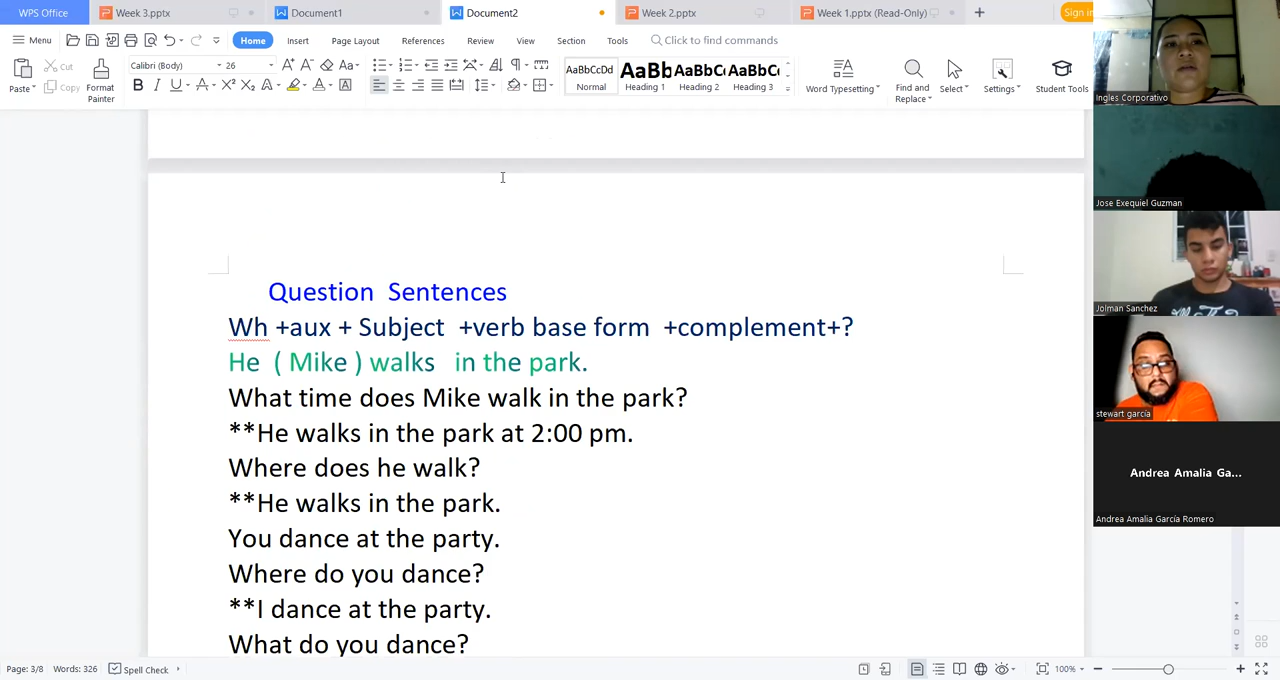 WPS Office Week 3.pptx Document1 Document2 Week 2.pptx Week 1.pptx (Read-Only) Sign in
Menu Home Insert Page Layout References Review View Section Tools Click to find commands
Paste Cut Copy Format Painter Calibri (Body) 26 AaBbCcDd Normal AaBb Heading 1 AaBbCc Heading 2 AaBbCc Heading 3 Word Typesetting Find and Replace Select Settings Student Tools
Ingles Corporativo
Jose Exequiel Guzman
Jolman Sanchez
stewart garcía
Andrea Amalia Ga...
Andrea Amalia García Romero
Question Sentences
Wh +aux + Subject +verb base form +complement+?
He ( Mike ) walks in the park.
What time does Mike walk in the park?
**He walks in the park at 2:00 pm.
Where does he walk?
**He walks in the park.
You dance at the party.
Where do you dance?
**I dance at the party.
What do you dance?
Page: 3/8 Words: 326 Spell Check 100%